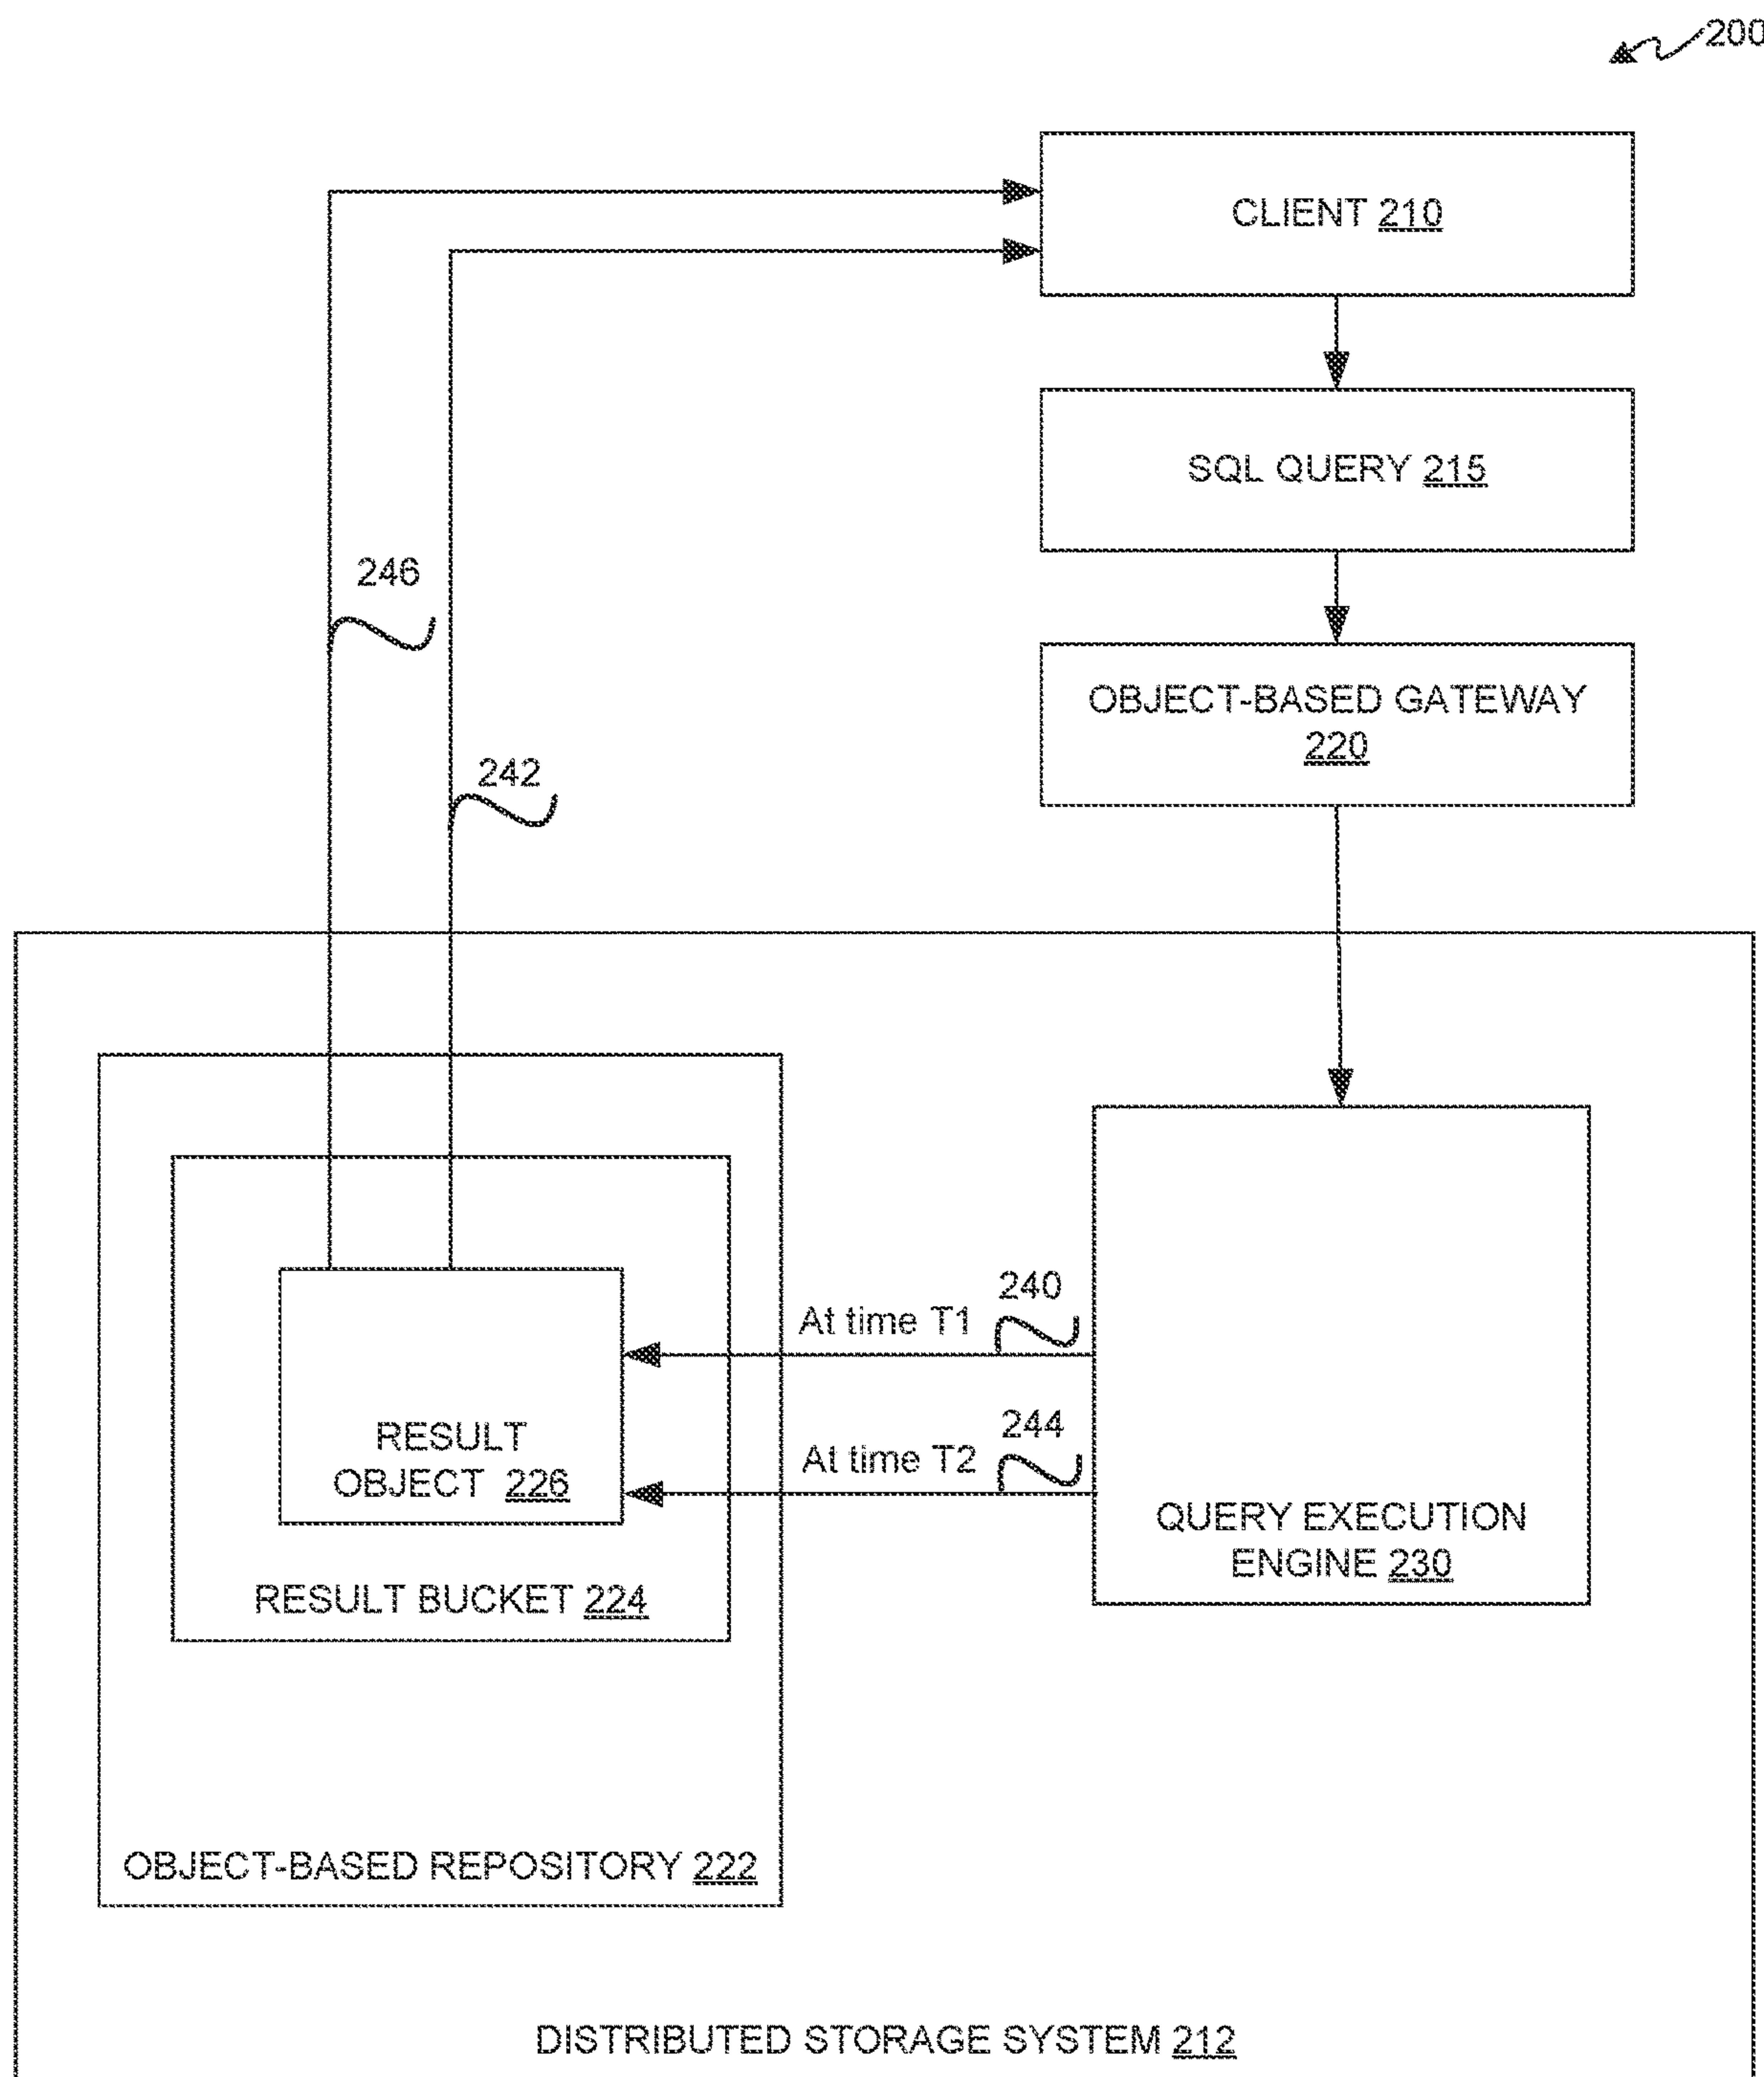 200
CLIENT 210
SQL QUERY 215
246
OBJECT-BASED GATEWAY
220
242
240
At time T1
244
At time T2
RESULT
OBJECT 226
QUERY EXECUTION
ENGINE 230
RESULT BUCKET 224
OBJECT-BASED REPOSITORY 222
DISTRIBUTED STORAGE SYSTEM 212